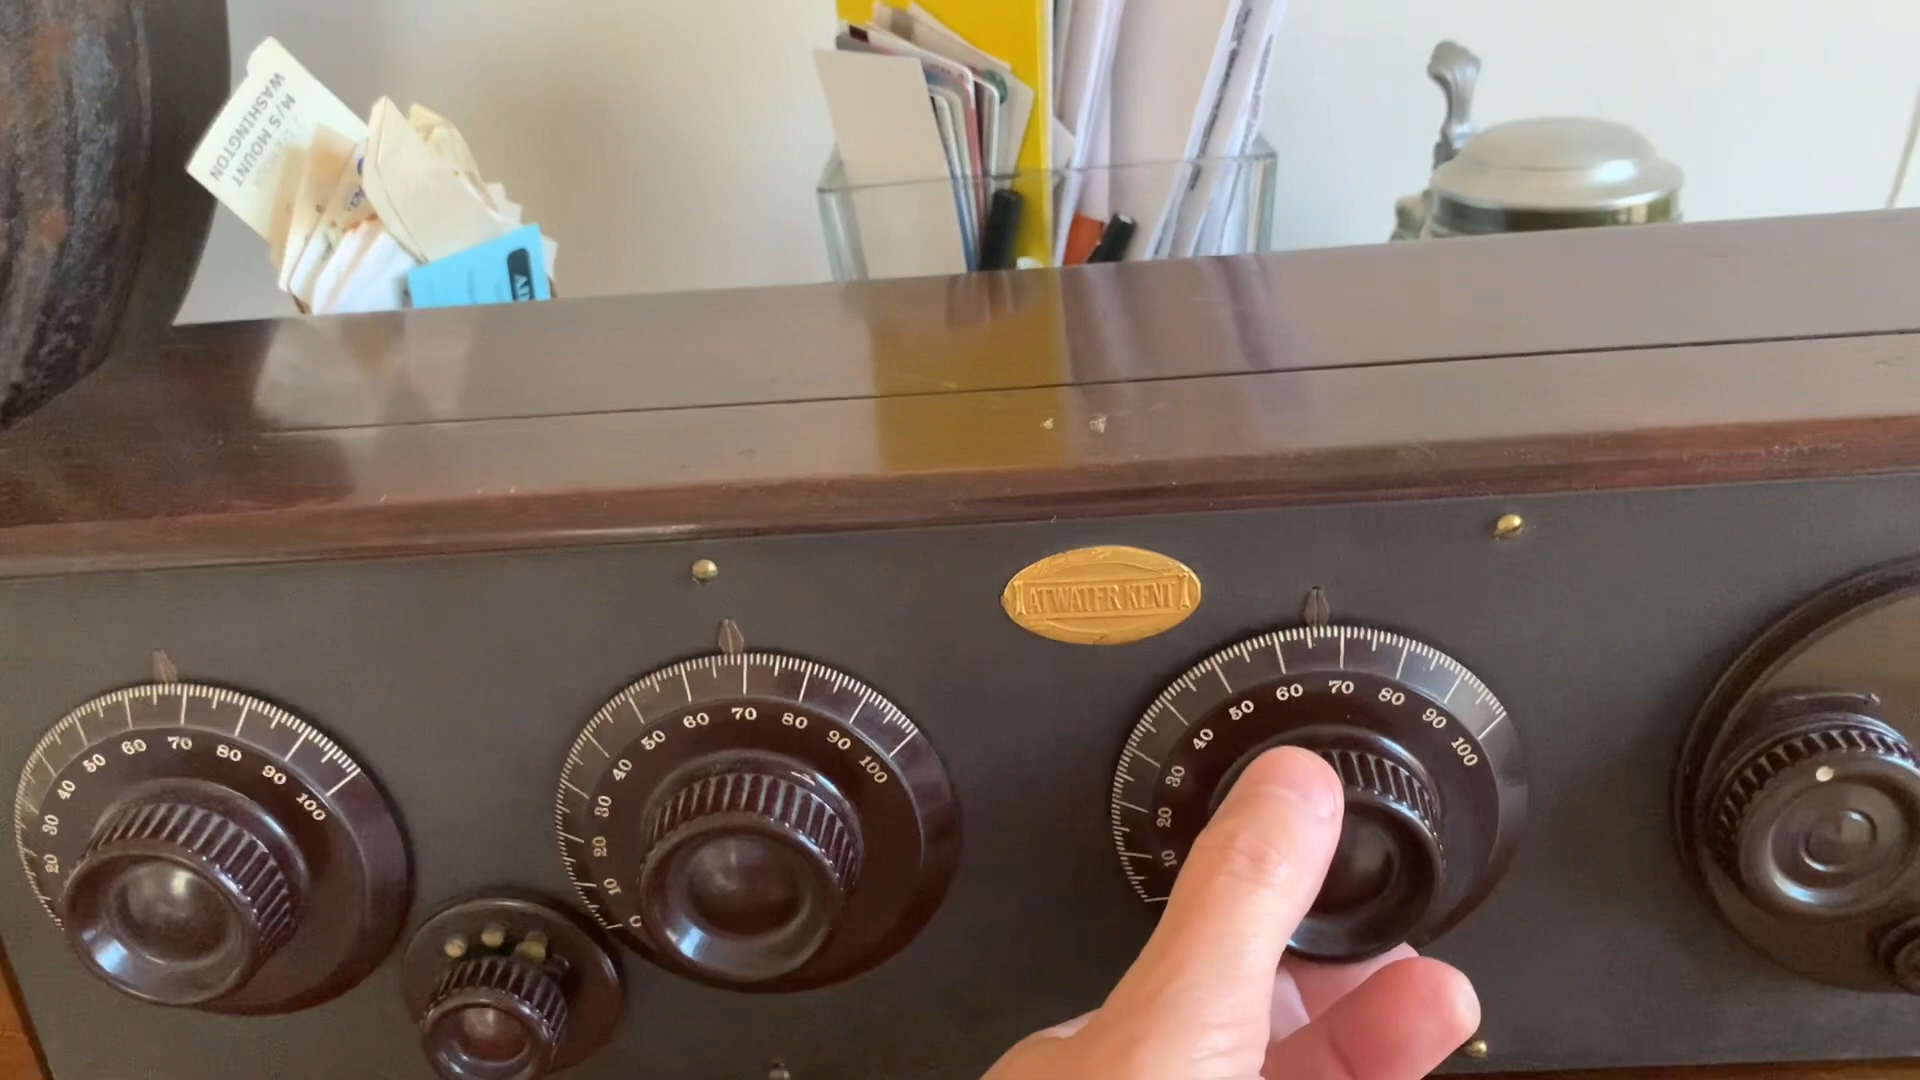 M/S MOUNT
WASHINGTON
ATWATER KENT
20 30 40 50 60 70 80 90 100
0 10 20 30 40 50 60 70 80 90 100
10 20 30 40 50 60 70 80 90 100